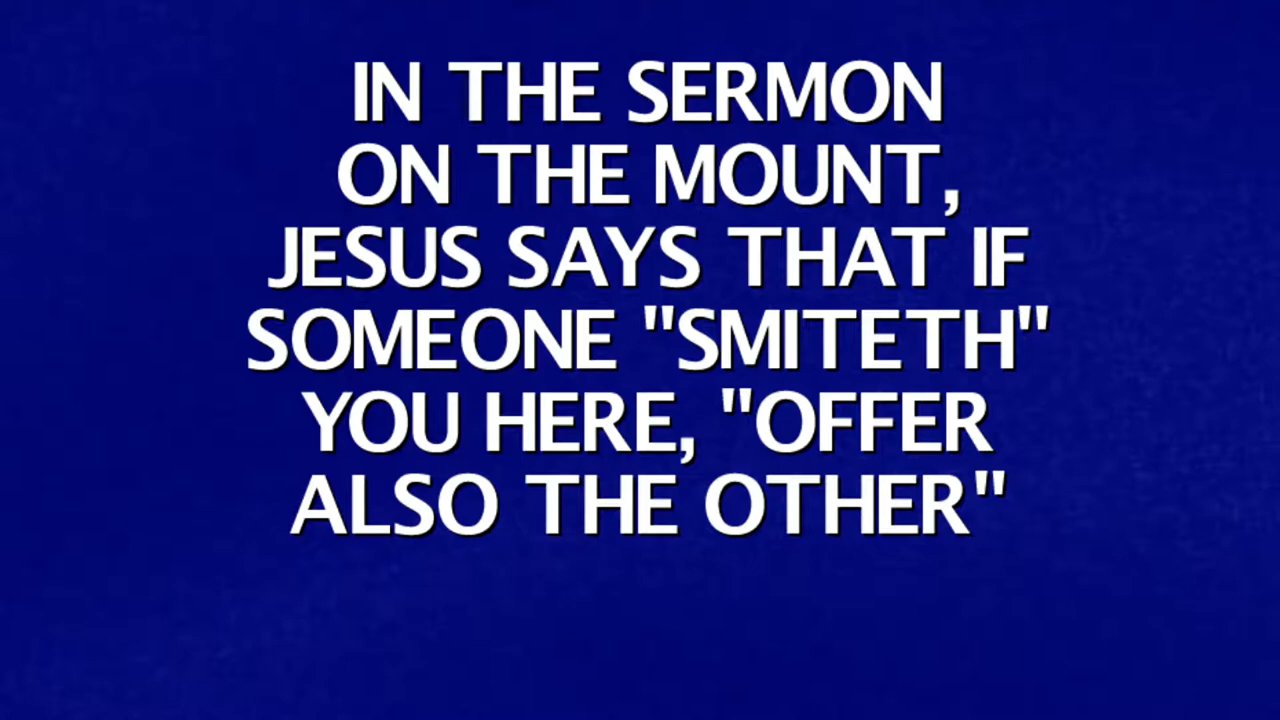 IN THE SERMON
ON THE MOUNT,
JESUS SAYS THAT IF
SOMEONE "SMITETH"
YOU HERE, "OFFER
ALSO THE OTHER"